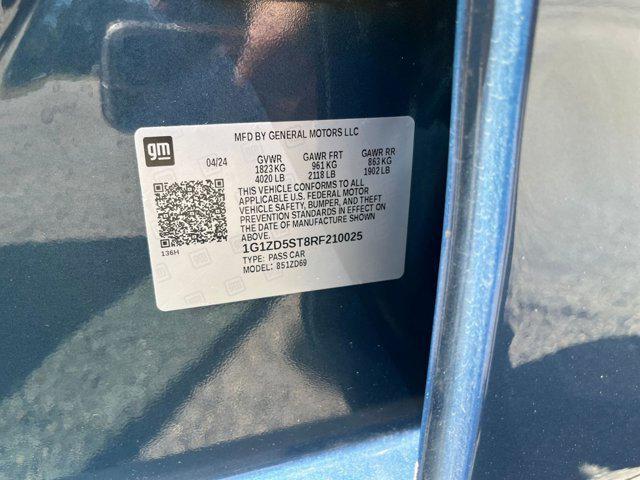 MFD BY GENERAL MOTORS LLC
gm
04/24
GVWR
1823 KG
4020 LB
GAWR FRT
961 KG
2118 LB
GAWR RR
863 KG
1902 LB
THIS VEHICLE CONFORMS TO ALL
APPLICABLE U.S. FEDERAL MOTOR
VEHICLE SAFETY, BUMPER, AND THEFT
PREVENTION STANDARDS IN EFFECT ON
THE DATE OF MANUFACTURE SHOWN
ABOVE.
136H
1G1ZD5ST8RF210025
TYPE: PASS CAR
MODEL: 851ZD69